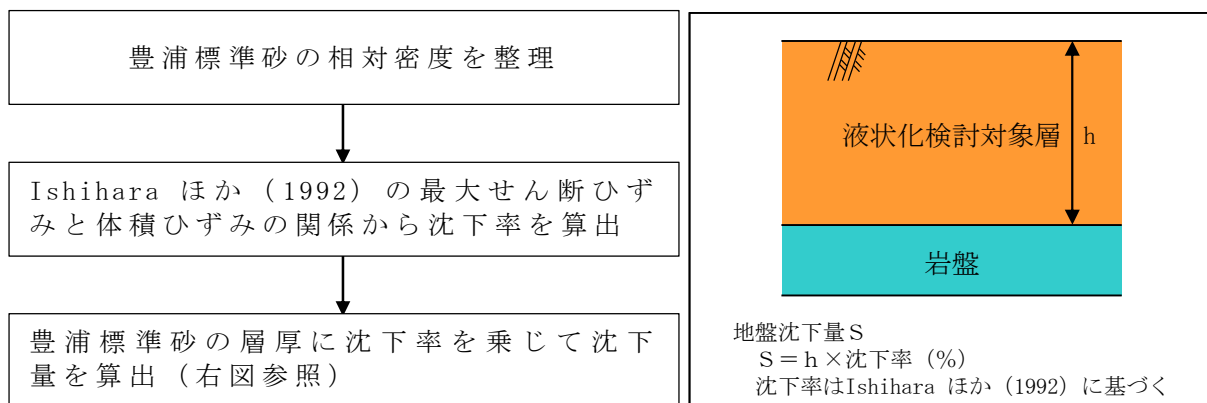 豊浦標準砂の相対密度を整理
Ishihara ほか（1992）の最大せん断ひず
みと体積ひずみの関係から沈下率を算出
豊浦標準砂の層厚に沈下率を乗じて沈下
量を算出（右図参照）
液状化検討対象層
h
岩盤
地盤沈下量Ｓ
Ｓ＝ｈ×沈下率（%）
沈下率はIshihara ほか（1992）に基づく